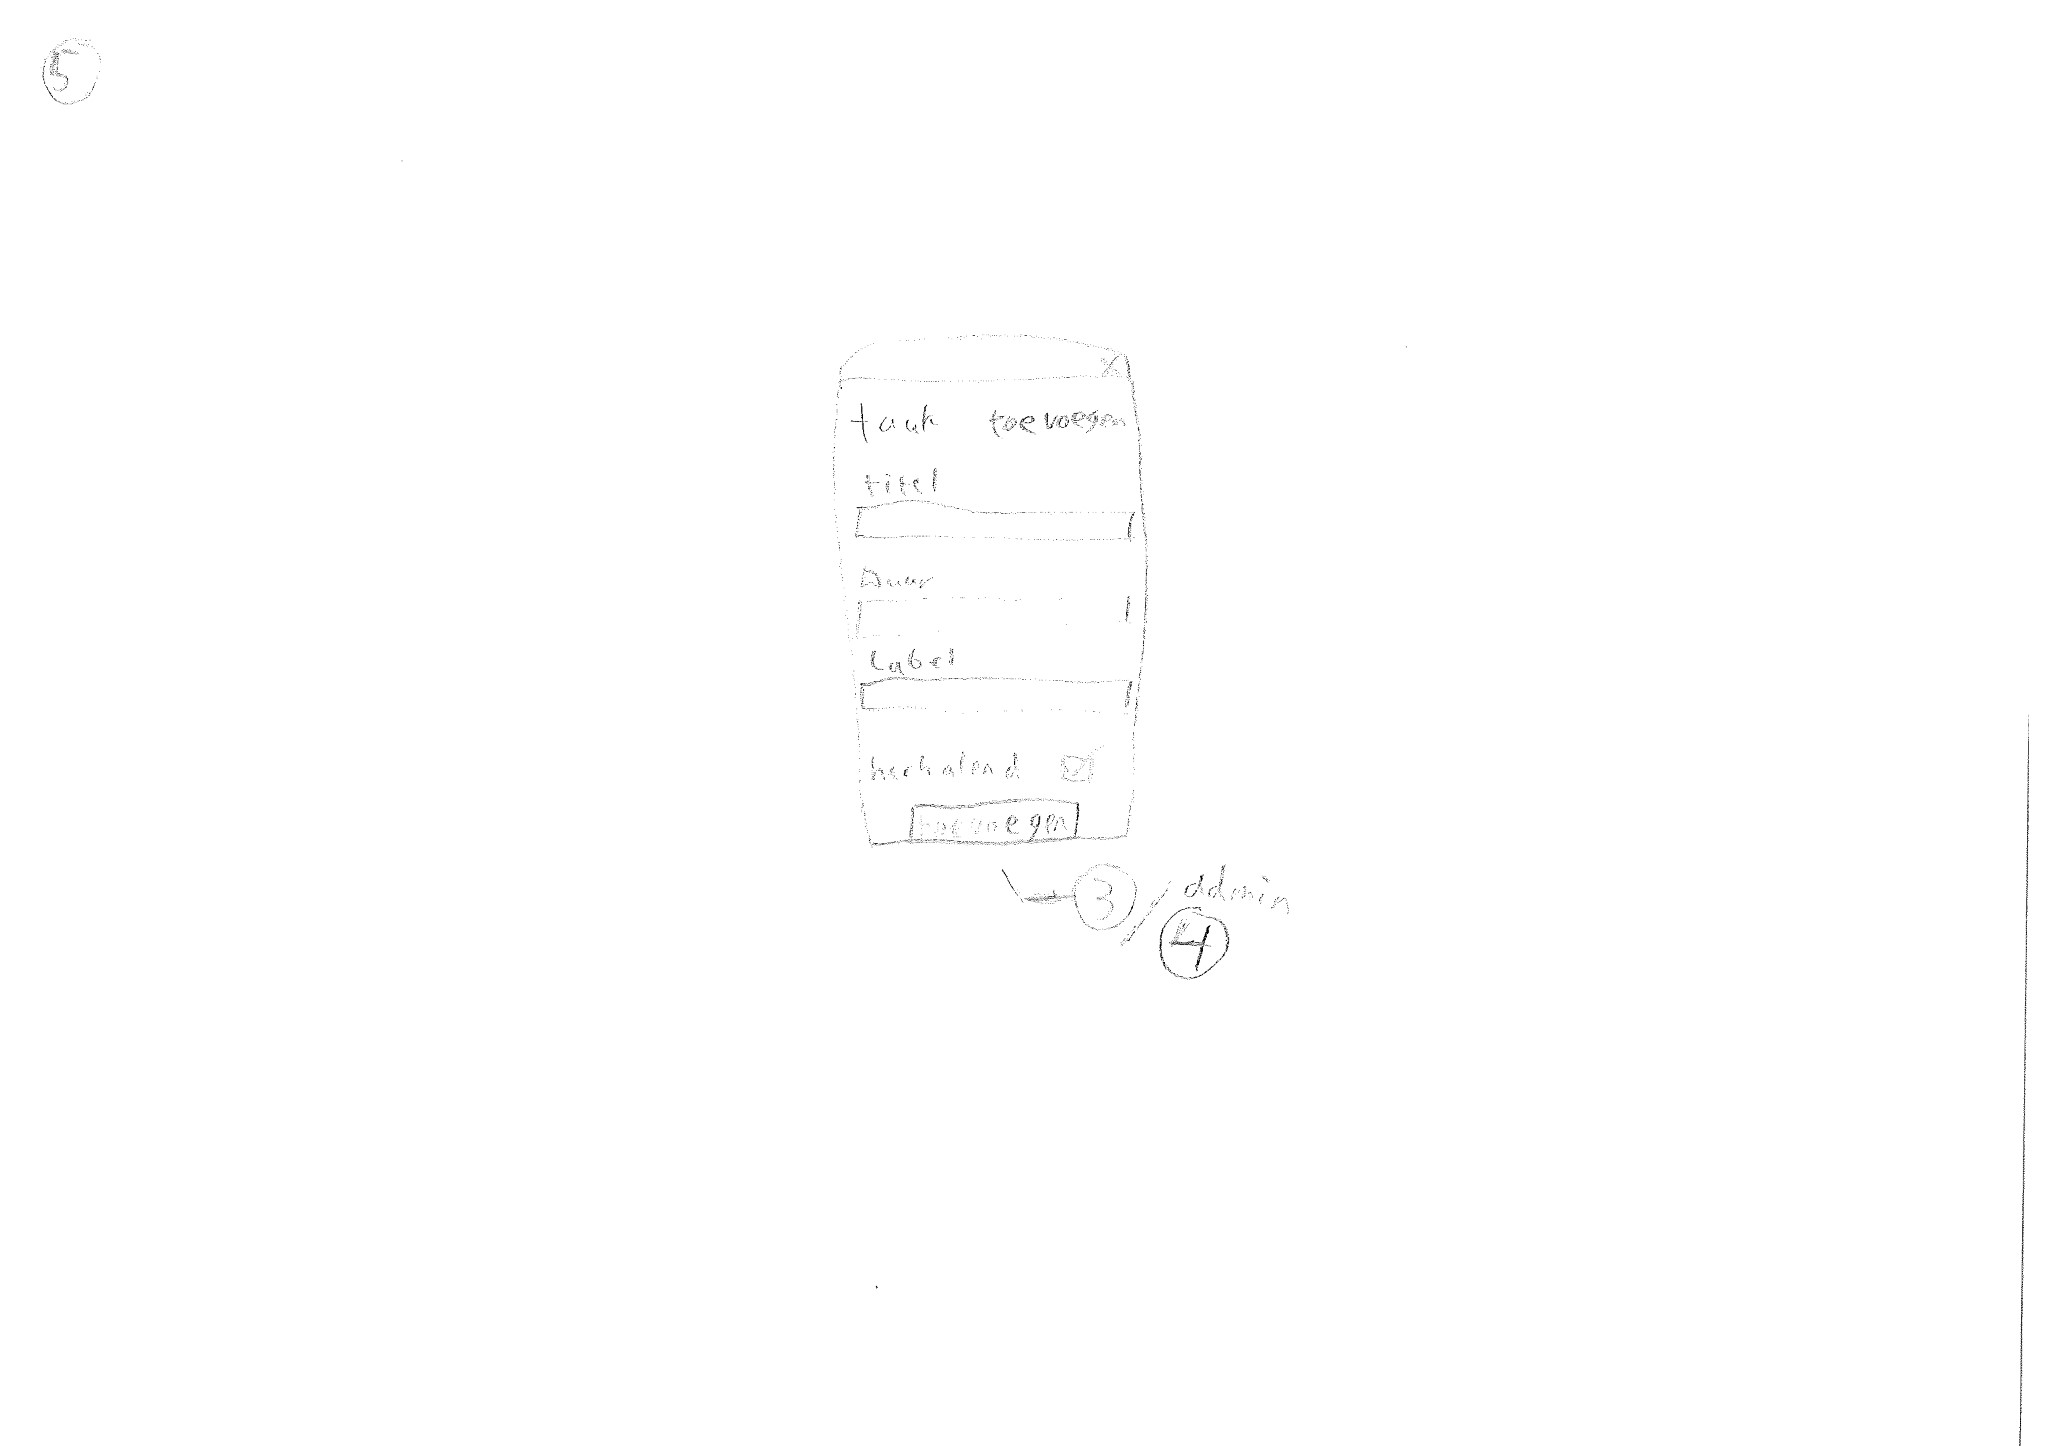 5
X
taak toevoegen
titel
Duur
Label
herhalend
toevoegen
3 / admin
4